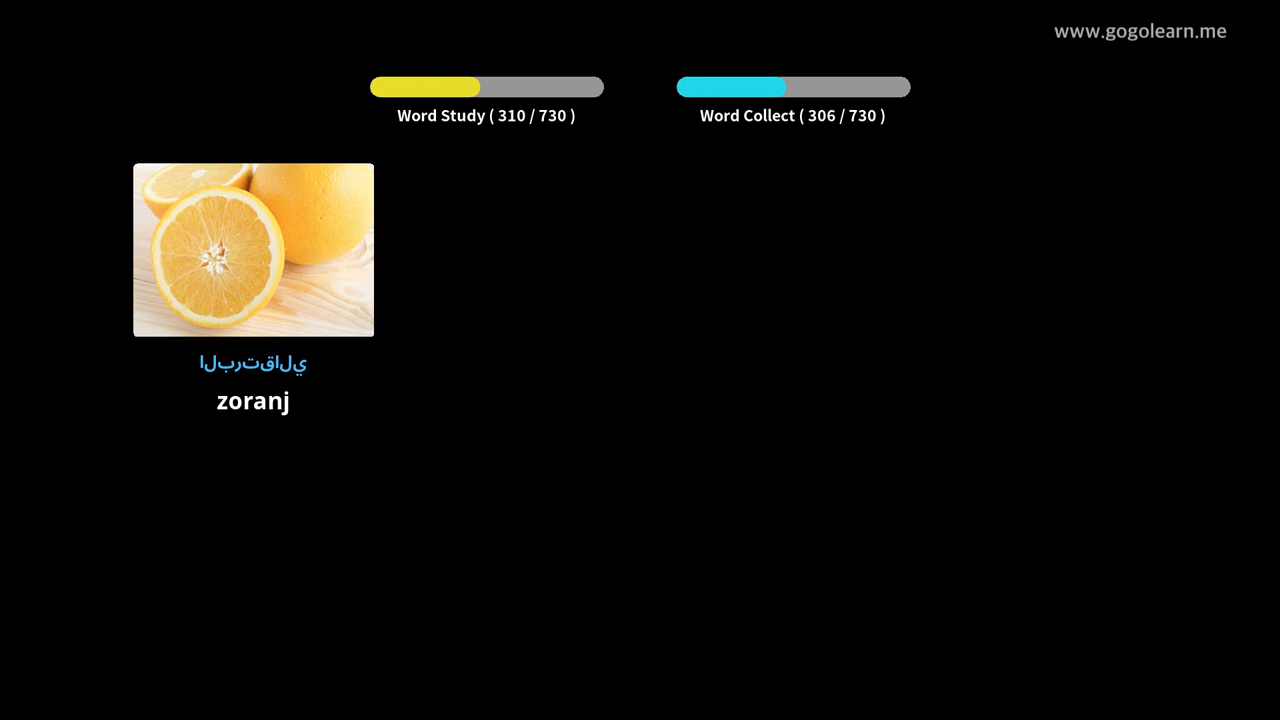 www.gogolearn.me
Word Study ( 310 / 730 )
Word Collect ( 306 / 730 )
البرتقالي
zoranj